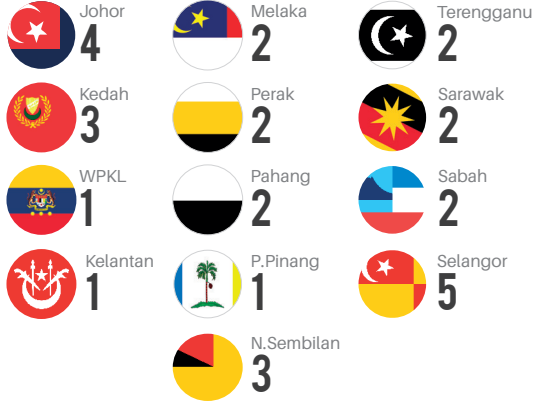 Johor
4
Melaka
2
Terengganu
2
Kedah
3
Perak
2
Sarawak
2
WPKL
1
Pahang
2
Sabah
2
Kelantan
1
P.Pinang
1
Selangor
5
N.Sembilan
3